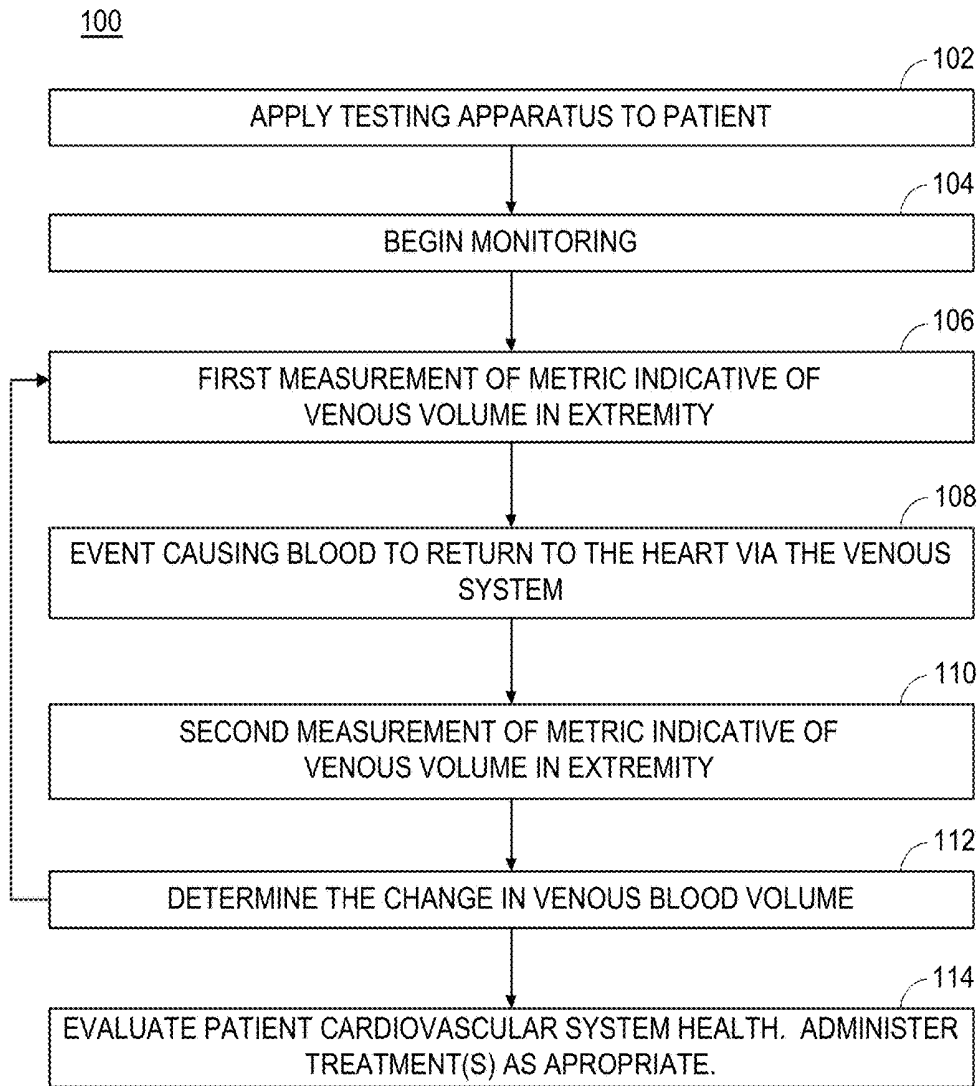 100
102
APPLY TESTING APPARATUS TO PATIENT
104
BEGIN MONITORING
106
FIRST MEASUREMENT OF METRIC INDICATIVE OF
VENOUS VOLUME IN EXTREMITY
108
EVENT CAUSING BLOOD TO RETURN TO THE HEART VIA THE VENOUS
SYSTEM
110
SECOND MEASUREMENT OF METRIC INDICATIVE OF
VENOUS VOLUME IN EXTREMITY
112
DETERMINE THE CHANGE IN VENOUS BLOOD VOLUME
114
EVALUATE PATIENT CARDIOVASCULAR SYSTEM HEALTH. ADMINISTER
TREATMENT(S) AS APROPRIATE.